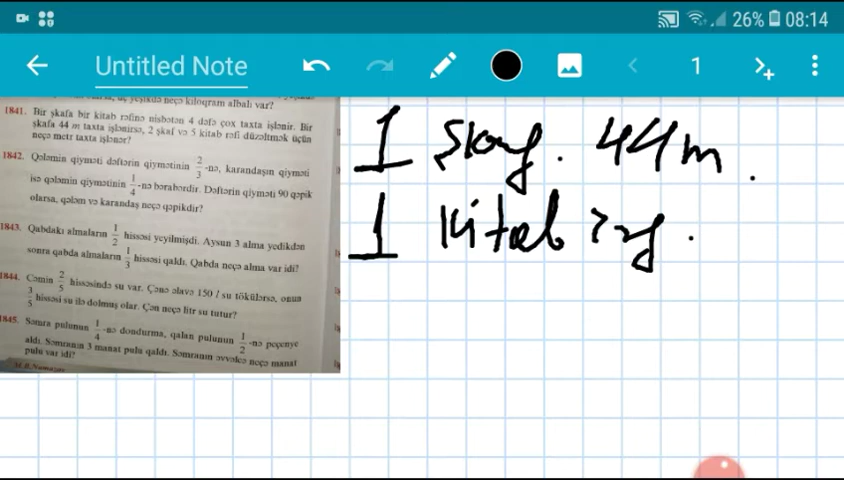 26% 08:14
Untitled Note 1
neçə kiloqram albalı var?
1841. Bir şkafa bir kitab rəfinə nisbətən 4 dəfə çox taxta işlənir. Bir
şkafa 44 m taxta işlənirsə, 2 şkaf və 5 kitab rəfi düzəltmək üçün
neçə metr taxta işlənər?
1842. Qələmin qiyməti dəftərin qiymətinin 2/3 -nə, karandaşın qiyməti
isə qələmin qiymətinin 1/4 -nə bərabərdir. Dəftərin qiyməti 90 qəpik
olarsa, qələm və karandaş neçə qəpikdir?
1843. Qabdakı almaların 1/2 hissəsi yeyilmişdi. Aysun 3 alma yedikdən
sonra qabda almaların 1/3 hissəsi qaldı. Qabda neçə alma var idi?
1844. Çəmin 2/5 hissəsində su var. Çənə əlavə 150 l su tökülərsə, onun
3/5 hissəsi su ilə dolmuş olar. Çən neçə litr su tutur?
1845. Səmra pulunun 1/4 -nə dondurma, qalan pulunun 1/2 -nə peçenye
aldı. Səmranın 3 manat pulu qaldı. Səmranın əvvəlcə neçə manat
pulu var idi?
1 şkaf. 44m.
1 kitab rəf.